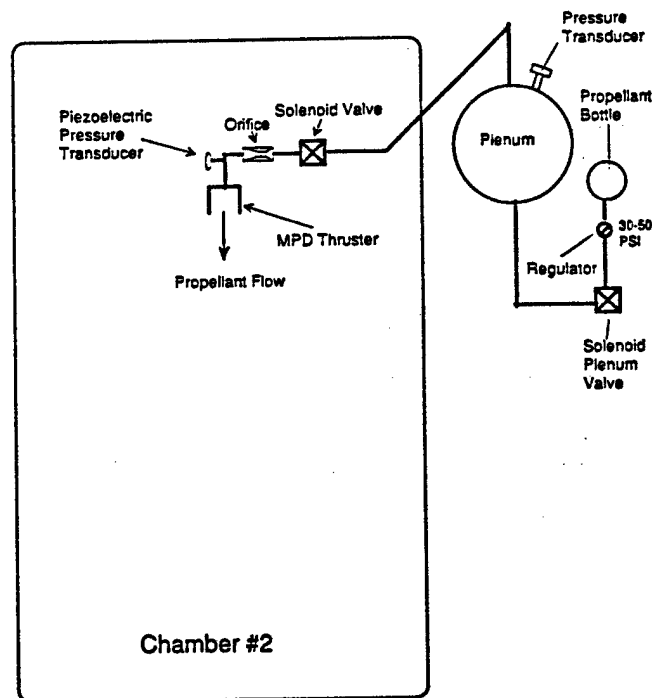 Pressure
Transducer
Propellant
Bottle
Piezoelectric
Pressure
Transducer
Orifice
Solenoid Valve
Plenum
30-50
PSI
MPD Thruster
Regulator
Propellant Flow
Solenoid
Plenum
Valve
Chamber #2